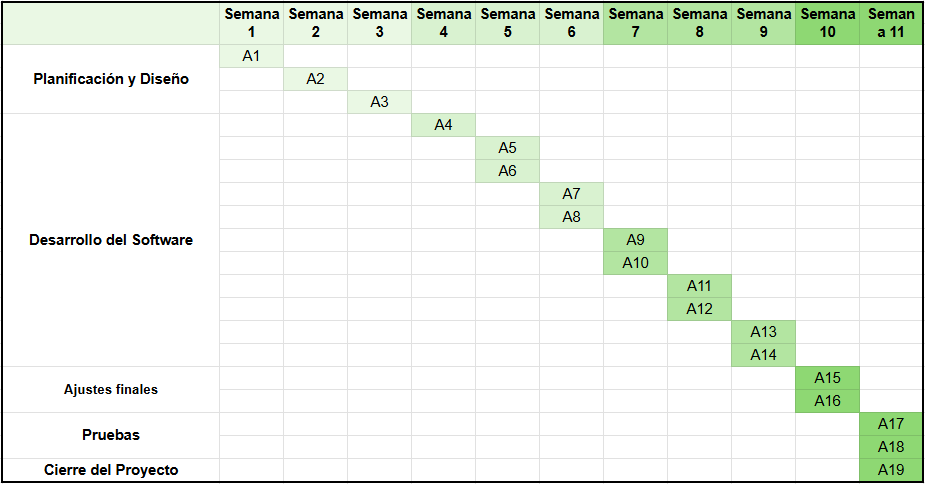 Semana 1 Semana 2 Semana 3 Semana 4 Semana 5 Semana 6 Semana 7 Semana 8 Semana 9 Semana 10 Seman a 11
Planificación y Diseño
A1
A2
A3
Desarrollo del Software
A4
A5
A6
A7
A8
A9
A10
A11
A12
A13
A14
Ajustes finales
A15
A16
Pruebas
A17
A18
Cierre del Proyecto A19